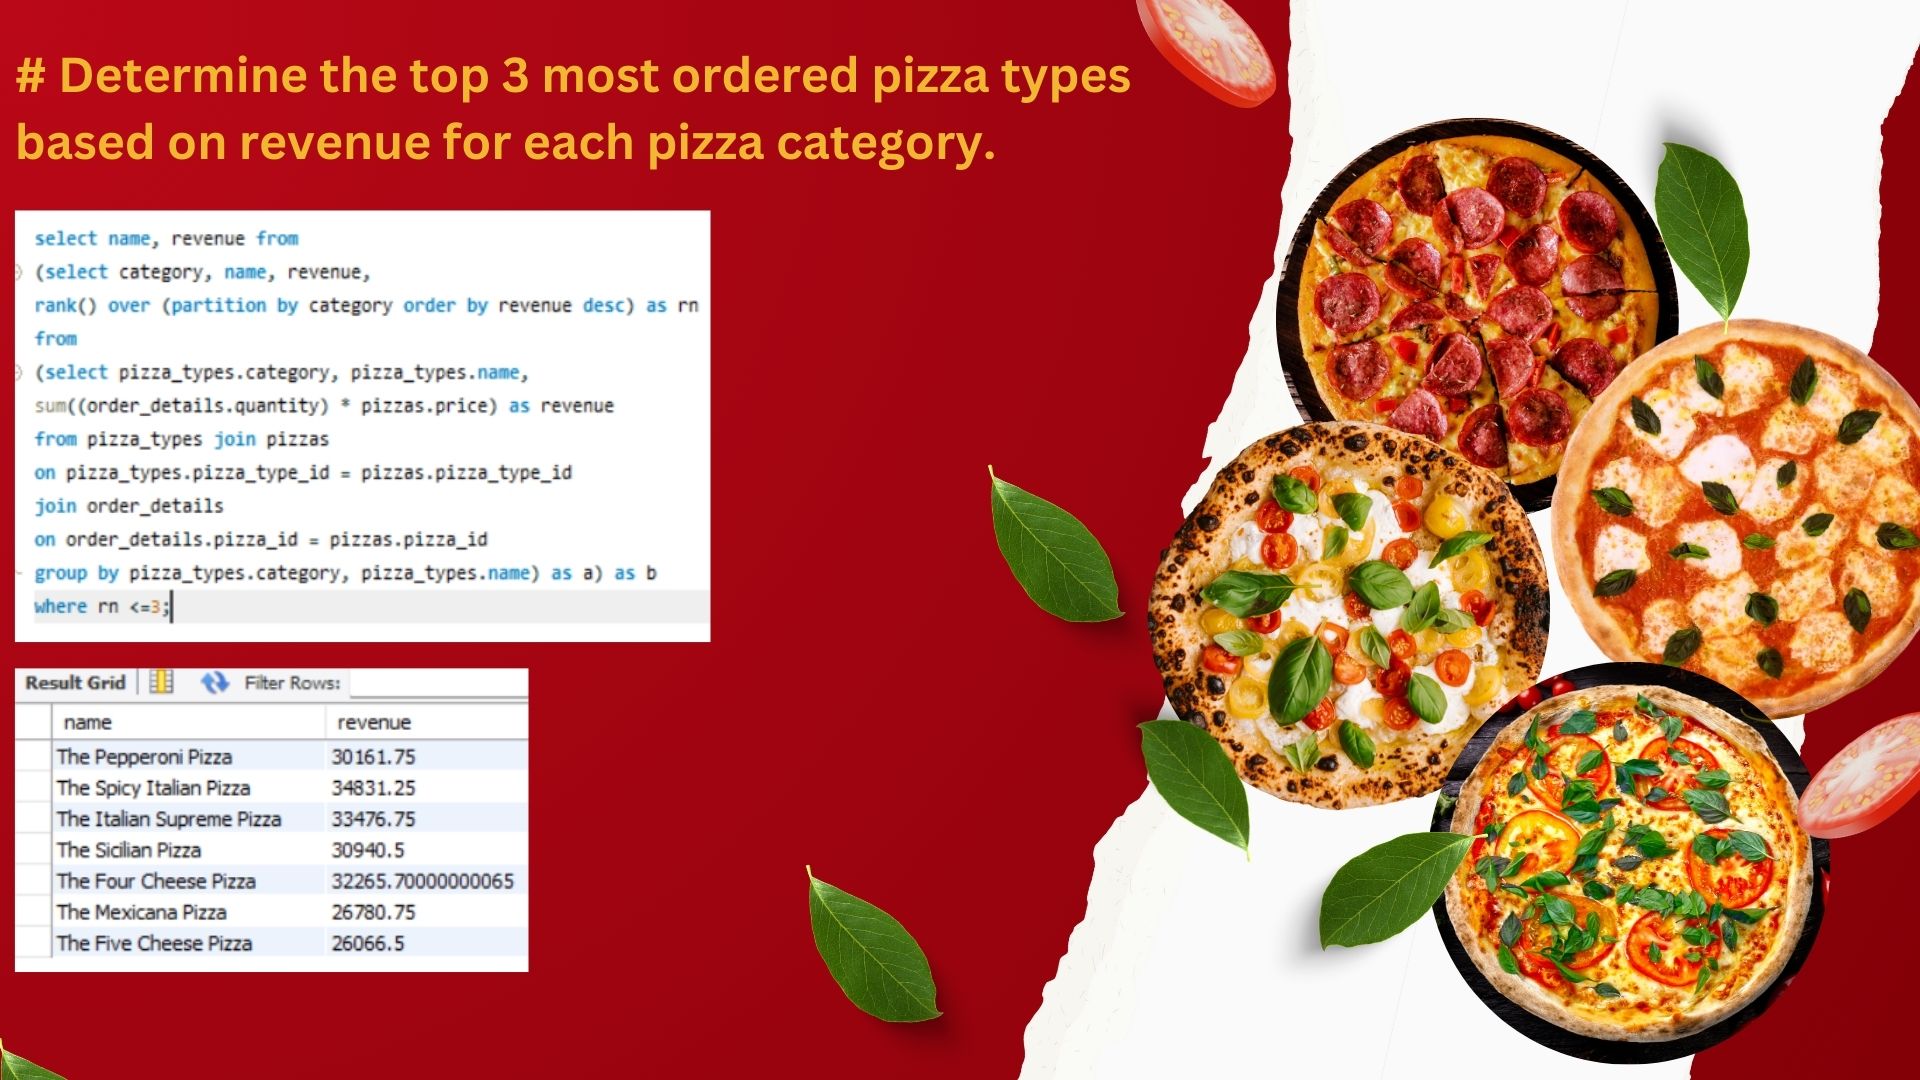 # Determine the top 3 most ordered pizza types
based on revenue for each pizza category.
select name, revenue from
(select category, name, revenue,
rank() over (partition by category order by revenue desc) as rn
from
(select pizza_types.category, pizza_types.name,
sum((order_details.quantity) * pizzas.price) as revenue
from pizza_types join pizzas
on pizza_types.pizza_type_id = pizzas.pizza_type_id
join order_details
on order_details.pizza_id = pizzas.pizza_id
group by pizza_types.category, pizza_types.name) as a) as b
where rn <=3;
Result Grid Filter Rows:
name revenue
The Pepperoni Pizza 30161.75
The Spicy Italian Pizza 34831.25
The Italian Supreme Pizza 33476.75
The Sicilian Pizza 30940.5
The Four Cheese Pizza 32265.70000000065
The Mexicana Pizza 26780.75
The Five Cheese Pizza 26066.5